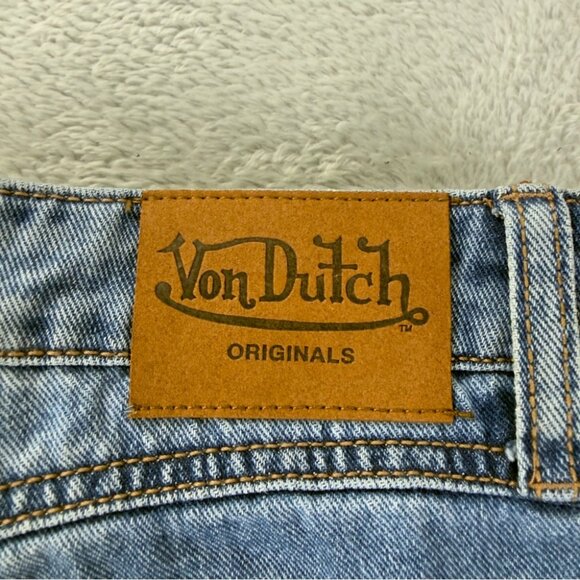 Von Dutch
TM
ORIGINALS